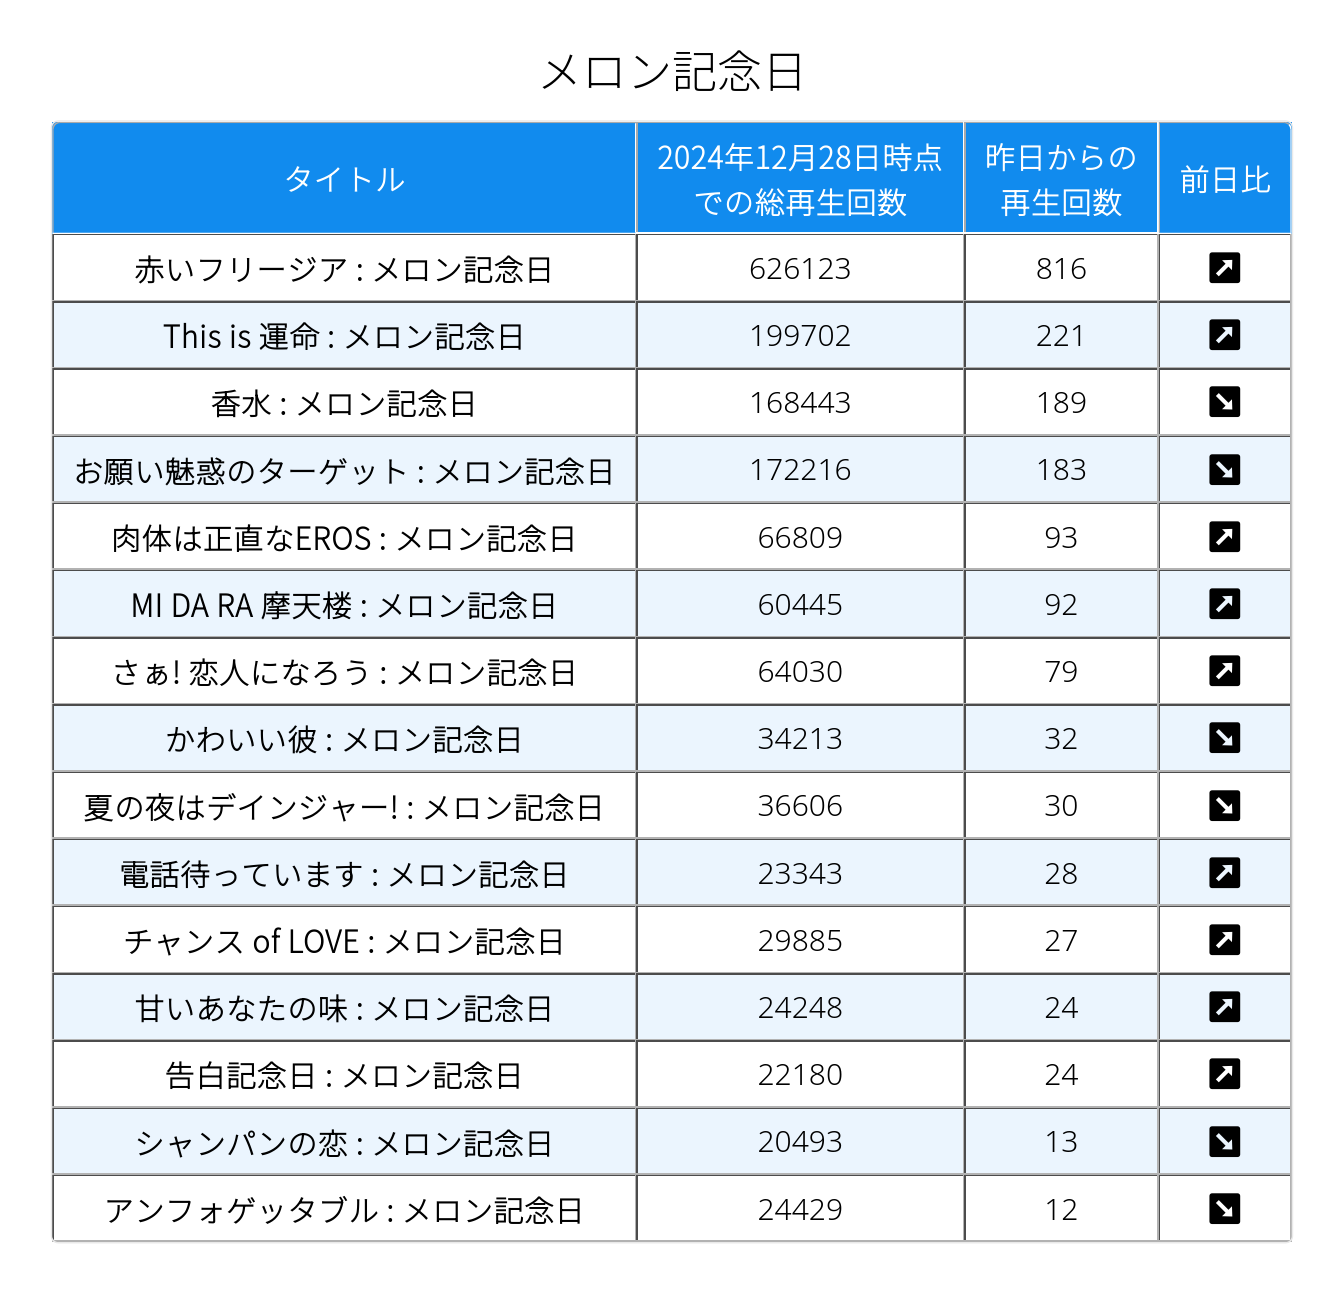 メロン記念日
タイトル 2024年12月28日時点での総再生回数 昨日からの再生回数 前日比
赤いフリージア : メロン記念日 626123 816 ↗
This is 運命 : メロン記念日 199702 221 ↗
香水 : メロン記念日 168443 189 ↘
お願い魅惑のターゲット : メロン記念日 172216 183 ↘
肉体は正直なEROS : メロン記念日 66809 93 ↗
MI DA RA 摩天楼 : メロン記念日 60445 92 ↗
さぁ! 恋人になろう : メロン記念日 64030 79 ↗
かわいい彼 : メロン記念日 34213 32 ↘
夏の夜はデインジャー! : メロン記念日 36606 30 ↘
電話待っています : メロン記念日 23343 28 ↗
チャンス of LOVE : メロン記念日 29885 27 ↗
甘いあなたの味 : メロン記念日 24248 24 ↗
告白記念日 : メロン記念日 22180 24 ↗
シャンパンの恋 : メロン記念日 20493 13 ↘
アンフォゲッタブル : メロン記念日 24429 12 ↘